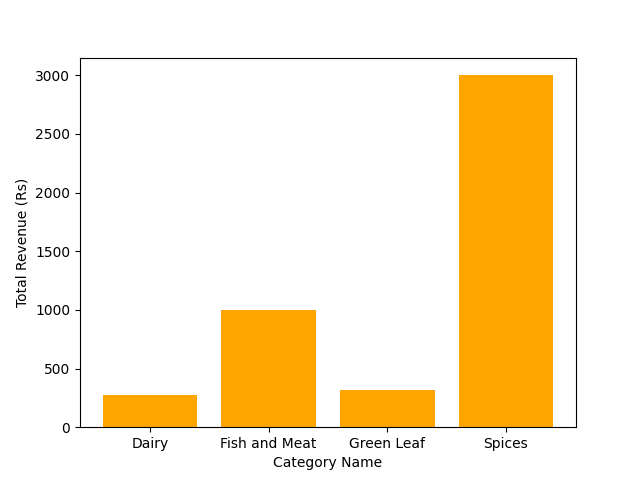 3000
2500
2000
1500
1000
500
0
Total Revenue (Rs)
Dairy Fish and Meat Green Leaf Spices
Category Name